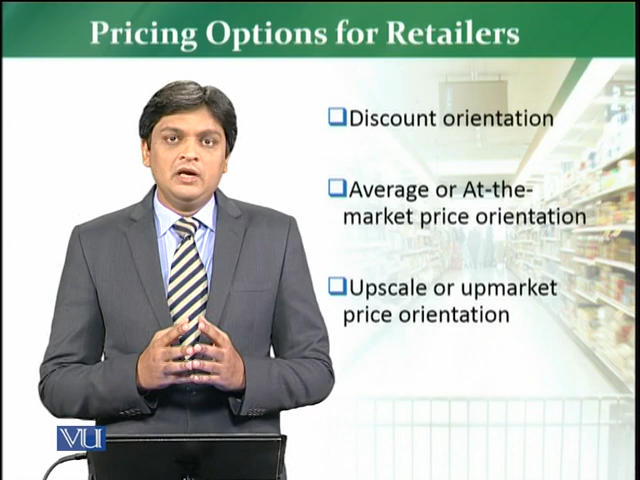 Pricing Options for Retailers
Discount orientation
Average or At-the-
market price orientation
Upscale or upmarket
price orientation
VU